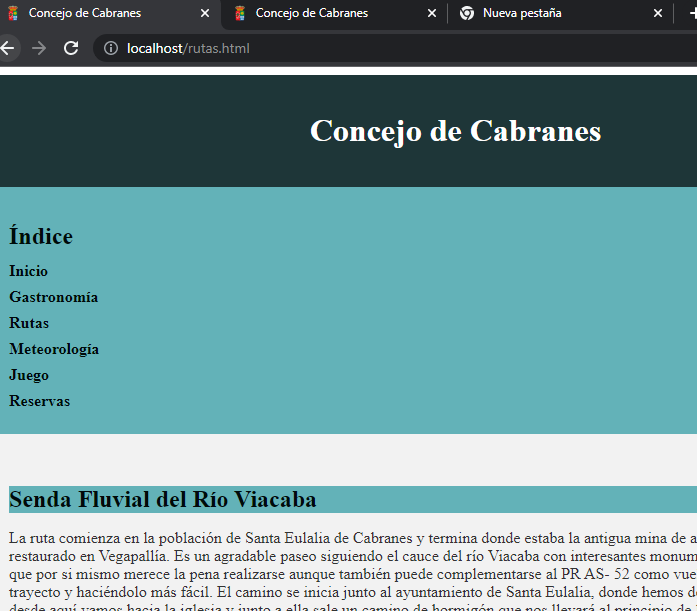 Concejo de Cabranes
Concejo de Cabranes
Nueva pestaña
localhost/rutas.html
Concejo de Cabranes
Índice
Inicio
Gastronomía
Rutas
Meteorología
Juego
Reservas
Senda Fluvial del Río Viacaba
La ruta comienza en la población de Santa Eulalia de Cabranes y termina donde estaba la antigua mina de a
restaurado en Vegapallía. Es un agradable paseo siguiendo el cauce del río Viacaba con interesantes monum
que por si mismo merece la pena realizarse aunque también puede complementarse al PR AS- 52 como vue
trayecto y haciéndolo más fácil. El camino se inicia junto al ayuntamiento de Santa Eulalia, donde hemos d
desde aquí vamos hacia la iglesia y junto a ella sale un camino de hormigón que nos llevará al principio de